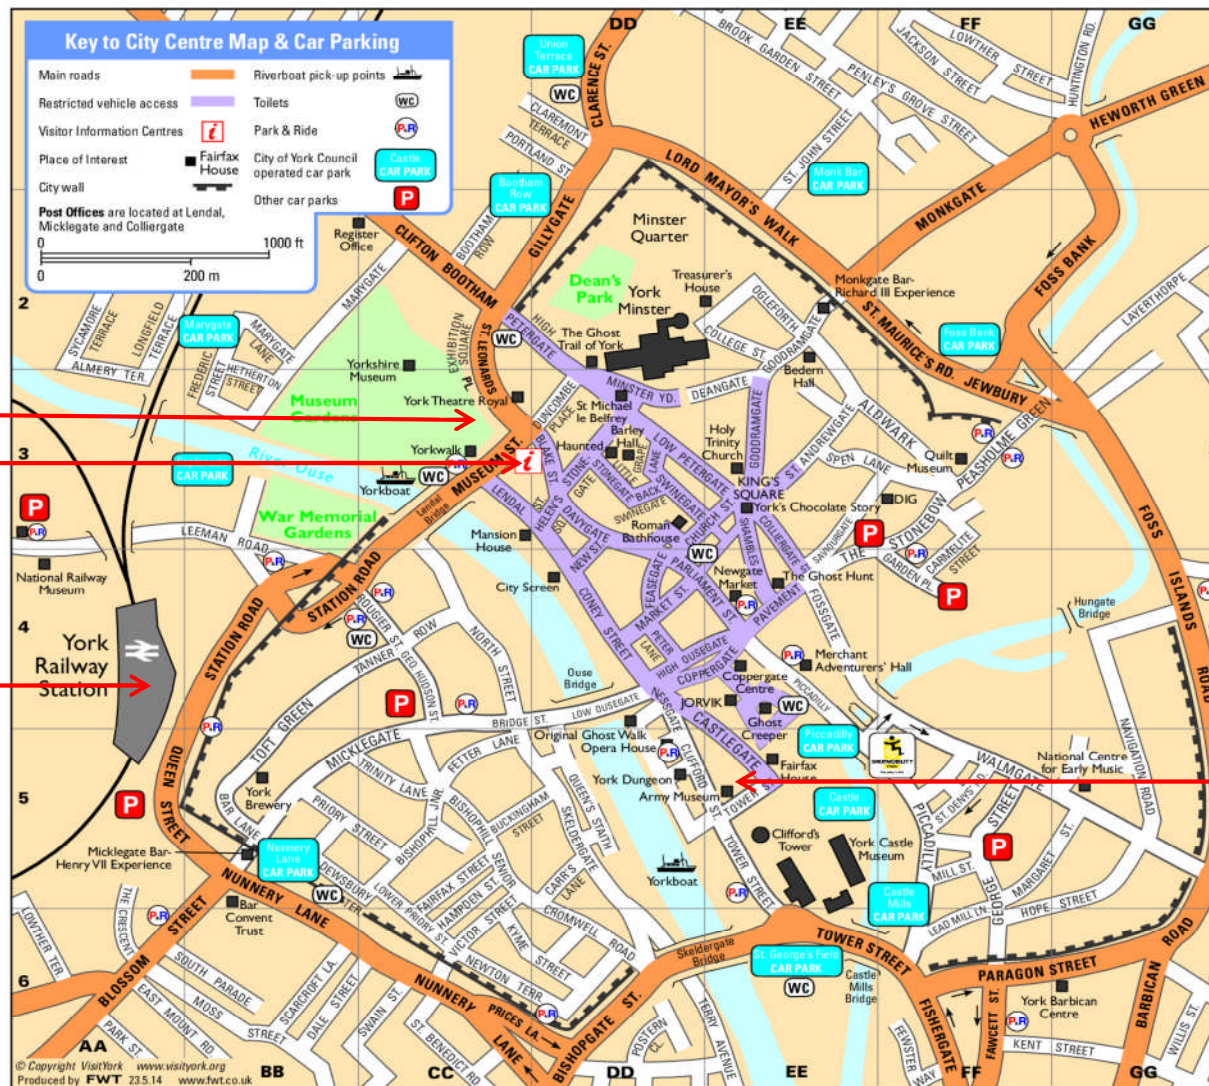 Key to City Centre Map & Car Parking
Main roads
Restricted vehicle access
Visitor Information Centres
i
Place of Interest
Fairfax
House
City wall
Post Offices are located at Lendal,
Micklegate and Colliergate
0 1000 ft
0 200 m
Riverboat pick-up points
Toilets
WC
Park & Ride
P&R
City of York Council
operated car park
Castle
CAR PARK
Other car parks
P
DD
EE
FF
GG
Union
Terrace
CAR PARK
WC
CLARENCE ST.
CLAREMONT
TERRACE
PORTLAND ST.
BROOK GARDEN STREET
PENLEY'S GROVE STREET
JACKSON STREET
LOWTHER STREET
HUNTINGTON RD.
HEWORTH GREEN
ST. JOHN STREET
Monk Bar
CAR PARK
LORD MAYOR'S WALK
MONKGATE
FOSS BANK
LAYERTHORPE
Bootham
Row
CAR PARK
GILLYGATE
BOOTHAM
ROW
Register
Office
CLIFTON BOOTHAM
MARYGATE
Minster
Quarter
Dean's
Park
York
Minster
Treasurer's
House
OGLEFORTH
Monkgate Bar-
Richard III Experience
ST. MAURICE'S RD.
JEWBURY
Foss Bank
CAR PARK
2
SYCAMORE
TERRACE
LONGFIELD
TERRACE
ALMERY TER.
Marygate
CAR PARK
MARYGATE
LANE
FREDERIC
STREET
HETHERTON
STREET
EXHIBITION
SQUARE
ST. LEONARDS
PL.
WC
HIGH
PETERGATE
The Ghost
Trail of York
COLLEGE ST.
GOODRAMGATE
Bedern
Hall
MINSTER YD.
DEANGATE
ALDWARK
Yorkshire
Museum
Museum
Gardens
York Theatre Royal
DUNCOMBE
PLACE
St Michael
le Belfrey
Barley
Hall
Haunted
LOW PETERGATE
Holy
Trinity
Church
GOODRAMGATE
ST. ANDREWGATE
SPEN LANE
Quilt
Museum
P&R
P&R
PEASHOLME GREEN
3
River Ouse
Yorkwalk
P&R
WC
Yorkboat
MUSEUM ST.
Lendal
Bridge
i
BLAKE ST.
STONE
GATE
STONEGATE
LITTLE
GRAPE
LANE
BACK
SWINEGATE
SWINEGATE
KING'S
SQUARE
York's Chocolate Story
DIG
FOSS
ISLANDS
ROAD
War Memorial
Gardens
LEEMAN ROAD
P
P&R
National Railway
Museum
P&R
LENDAL
ST.
HELEN'S
SQ.
DAVYGATE
Mansion
House
NEW ST.
Roman
Bathhouse
CHURCH ST.
WC
SHAMBLES
COLLIERGATE
ST. SAVIOURGATE
P
THE STONEBOW
P&R
GARDEN PL.
CARMELITE
STREET
P
City Screen
CONEY STREET
FEASEGATE
MARKET ST.
PARLIAMENT ST.
Newgate
Market
P&R
The Ghost Hunt
PAVEMENT
FOSSGATE
Hungate
Bridge
4
York
Railway
Station
STATION ROAD
STATION ROAD
P&R
ROUGIER ST.
P&R
WC
GEO. HUDSON ST.
TANNER ROW
NORTH STREET
TOFT GREEN
Ouse
Bridge
PETER
LANE
HIGH OUSEGATE
COPPERGATE
Coppergate
Centre
P&R
Merchant
Adventurers' Hall
PICCADILLY
P
P&R
P&R
BRIDGE ST.
LOW OUSEGATE
NESSGATE
JORVIK
WC
Ghost
Creeper
MICKLEGATE
FETTER LANE
TRINITY LANE
Original Ghost Walk
Opera House
P&R
CLIFFORD
ST.
CASTLEGATE
Piccadilly
CAR PARK
SHOPMOBILITY
WALMGATE
National Centre
for Early Music
NAVIGATION ROAD
5
QUEEN
STREET
P
BAR LANE
York
Brewery
PRIORY STREET
BISHOPHILL JNR.
BISHOPHILL
SENIOR
BUCKINGHAM
STREET
QUEEN'S STAITH
SKELDERGATE
CARR'S
LANE
York Dungeon
Army Museum
TOWER ST.
Fairfax
House
Castle
CAR PARK
PICCADILLY
ST. DENYS
STREET
P
MARGARET ST.
Micklegate Bar-
Henry VII Experience
Nunnery
Lane
CAR PARK
WC
DEWSBURY
LOWER PRIORY ST.
FAIRFAX STREET
HAMPDEN ST.
VICTOR STREET
KYME
STREET
NEWTON TERR.
CROMWELL ROAD
Yorkboat
Clifford's
Tower
York Castle
Museum
TOWER STREET
P&R
Castle
Mills
CAR PARK
MILL ST.
GEORGE
LEAD MILL LN.
HOPE STREET
NUNNERY LANE
Bar
Convent
Trust
P&R
THE CRESCENT
LOWTHER TER.
BLOSSOM STREET
Skeldergate
Bridge
TOWER STREET
St. George's Field
CAR PARK
WC
Castle
Mills
Bridge
PARAGON STREET
ROAD
BARBICAN
6
SOUTH PARADE
EAST MOUNT RD.
MOSS
STREET
PARK ST.
DALE STREET
SCARCROFT LA.
SWAIN ST.
NUNNERY
LANE
PRICES LA.
P&R
BISHOPGATE ST.
ST. BENEDICT RD.
POSTERN
CL.
TERRY
AVENUE
FISHERGATE
FAWCETT ST.
P&R
York Barbican
Centre
KENT STREET
FEWSTER
WAY
WILLIS ST.
AA
BB
CC
DD
EE
FF
GG
© Copyright VisitYork www.visityork.org
Produced by FWT 23.5.14 www.fwt.co.uk